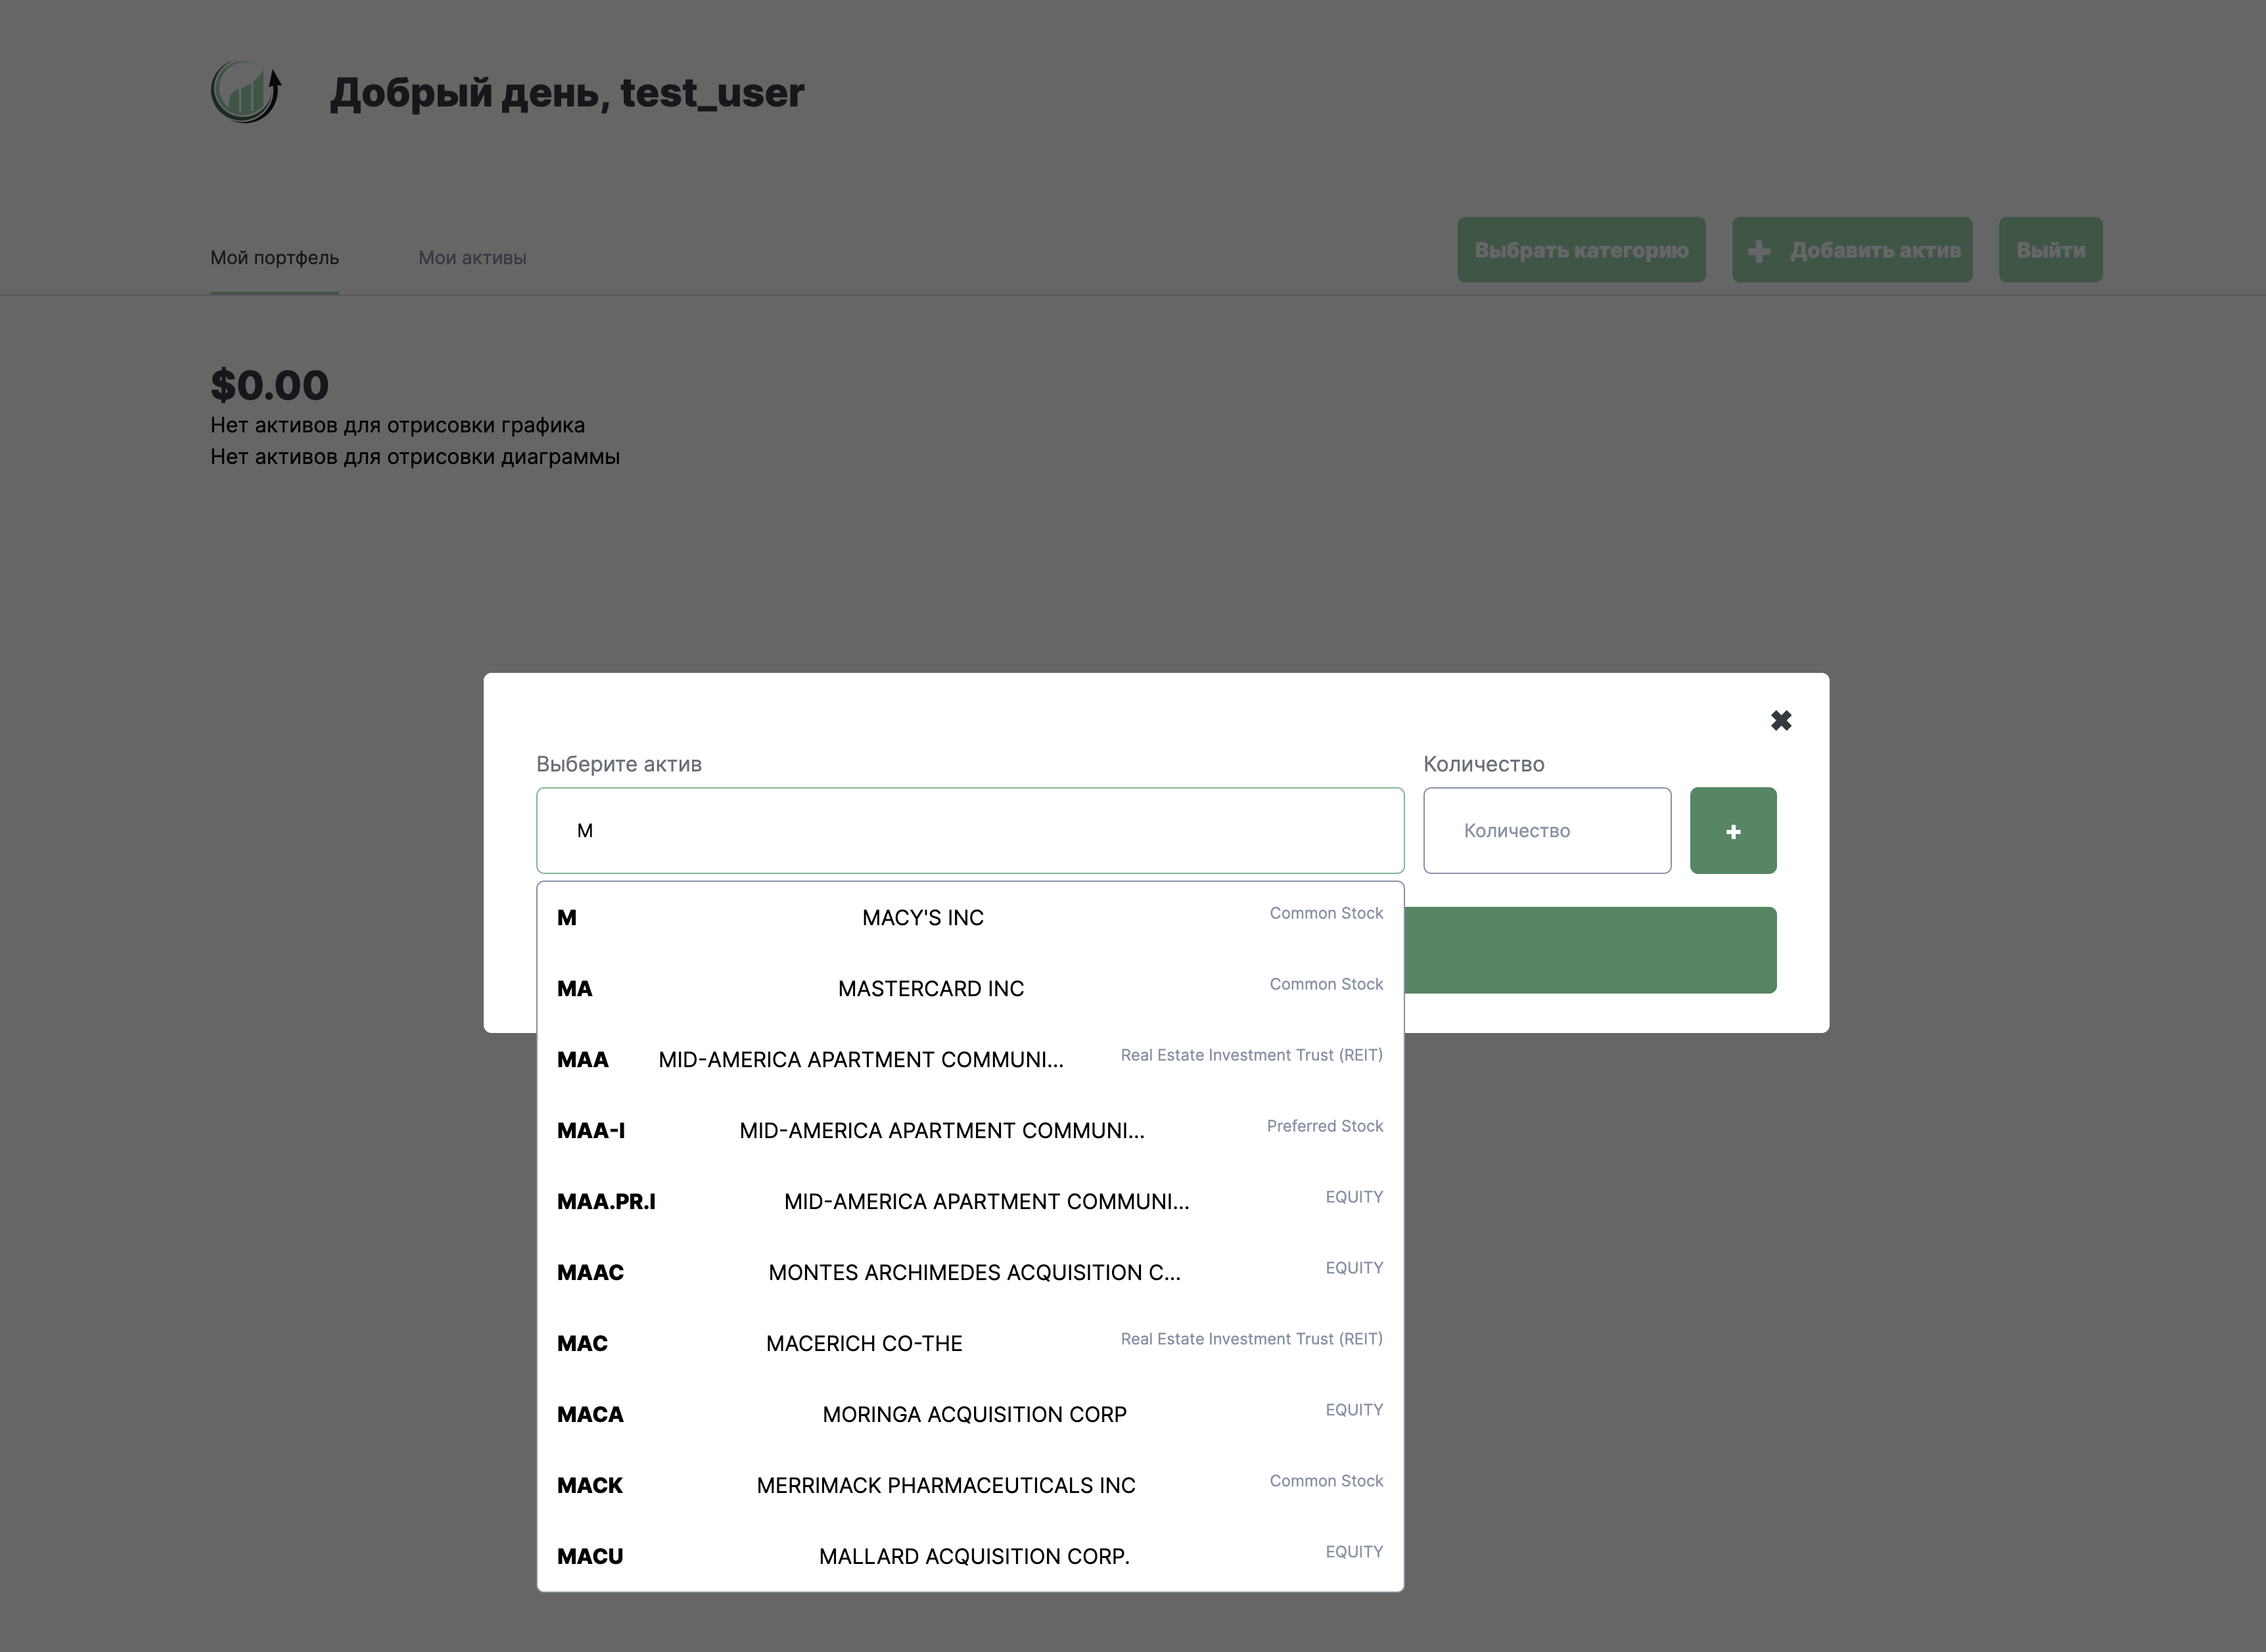 Добрый день, test_user
Мой портфель Мои активы Выбрать категорию + Добавить актив Выйти
$0.00
Нет активов для отрисовки графика
Нет активов для отрисовки диаграммы
Выберите актив Количество
M Количество +
M MACY'S INC Common Stock
MA MASTERCARD INC Common Stock
MAA MID-AMERICA APARTMENT COMMUNI... Real Estate Investment Trust (REIT)
MAA-I MID-AMERICA APARTMENT COMMUNI... Preferred Stock
MAA.PR.I MID-AMERICA APARTMENT COMMUNI... EQUITY
MAAC MONTES ARCHIMEDES ACQUISITION C... EQUITY
MAC MACERICH CO-THE Real Estate Investment Trust (REIT)
MACA MORINGA ACQUISITION CORP EQUITY
MACK MERRIMACK PHARMACEUTICALS INC Common Stock
MACU MALLARD ACQUISITION CORP. EQUITY